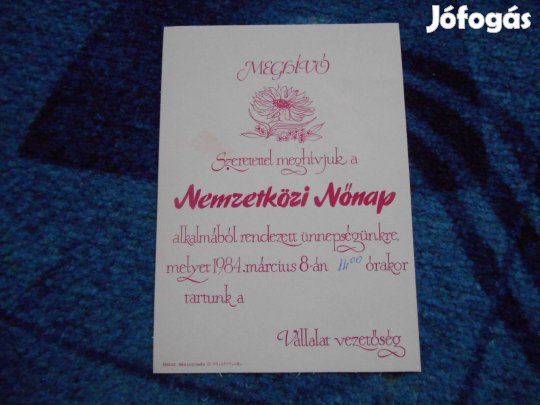 Jófogás
MEGHÍVÓ
Szeretettel meghívjuk a
Nemzetközi Nőnap
alkalmából rendezett ünnepségünkre,
melyet 1984. március 8-án 14⁰⁰ órakor
tartunk a
Vállalat vezetőség